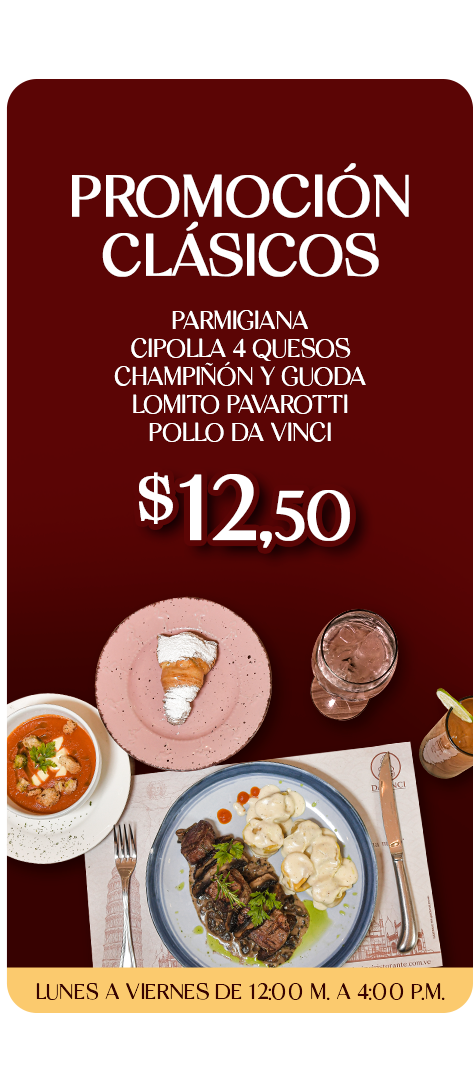 PROMOCIÓN
CLÁSICOS
PARMIGIANA
CIPOLLA 4 QUESOS
CHAMPIÑÓN Y GUODA
LOMITO PAVAROTTI
POLLO DA VINCI
$12,50
LUNES A VIERNES DE 12:00 M. A 4:00 P.M.